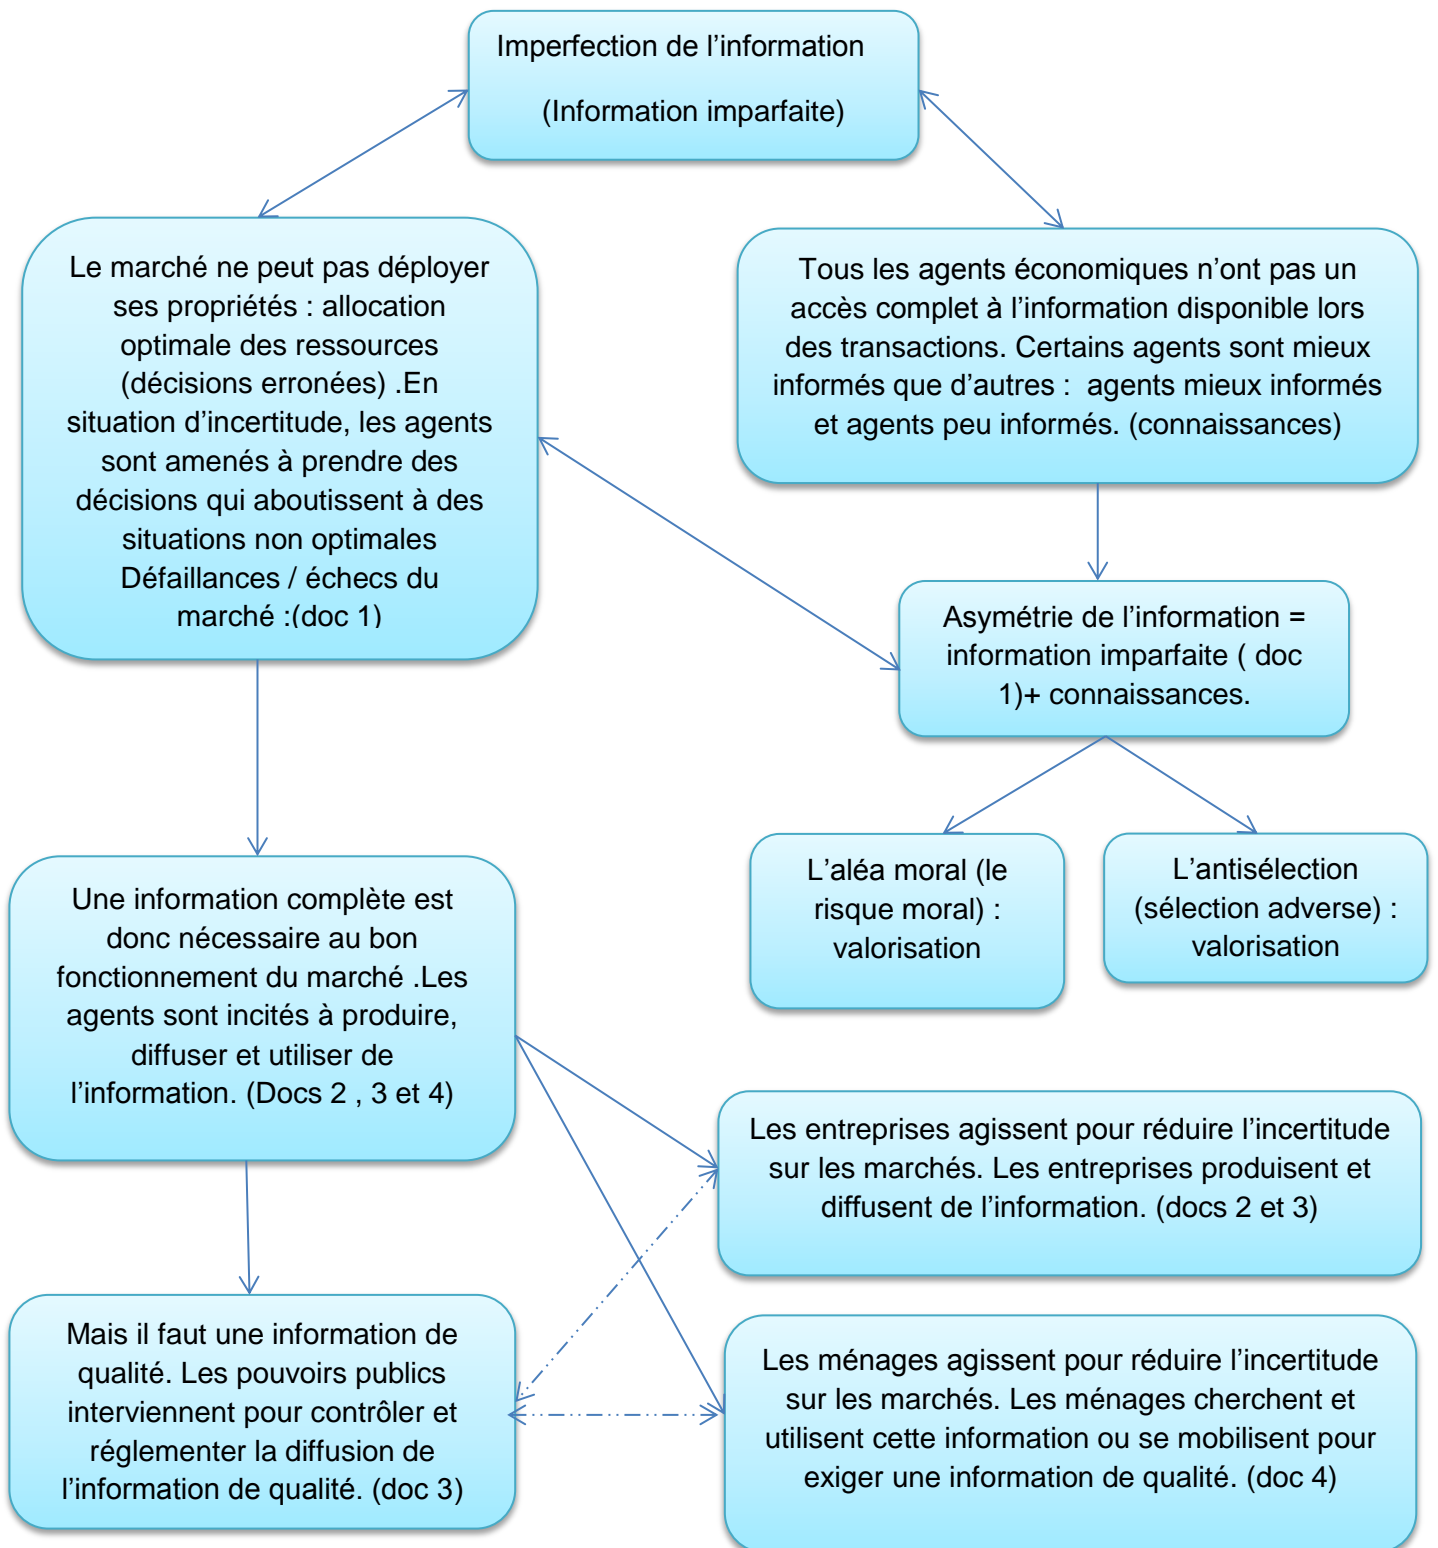 Imperfection de l’information
(Information imparfaite)
Le marché ne peut pas déployer
ses propriétés : allocation
optimale des ressources
(décisions erronées) .En
situation d’incertitude, les agents
sont amenés à prendre des
décisions qui aboutissent à des
situations non optimales
Défaillances / échecs du
marché :(doc 1)
Tous les agents économiques n’ont pas un
accès complet à l’information disponible lors
des transactions. Certains agents sont mieux
informés que d’autres :  agents mieux informés
et agents peu informés. (connaissances)
Asymétrie de l’information =
information imparfaite ( doc
1)+ connaissances.
L’aléa moral (le
risque moral) :
valorisation
L’antisélection
(sélection adverse) :
valorisation
Une information complète est
donc nécessaire au bon
fonctionnement du marché .Les
agents sont incités à produire,
diffuser et utiliser de
l’information. (Docs 2 , 3 et 4)
Les entreprises agissent pour réduire l’incertitude
sur les marchés. Les entreprises produisent et
diffusent de l’information. (docs 2 et 3)
Mais il faut une information de
qualité. Les pouvoirs publics
interviennent pour contrôler et
réglementer la diffusion de
l’information de qualité. (doc 3)
Les ménages agissent pour réduire l’incertitude
sur les marchés. Les ménages cherchent et
utilisent cette information ou se mobilisent pour
exiger une information de qualité. (doc 4)